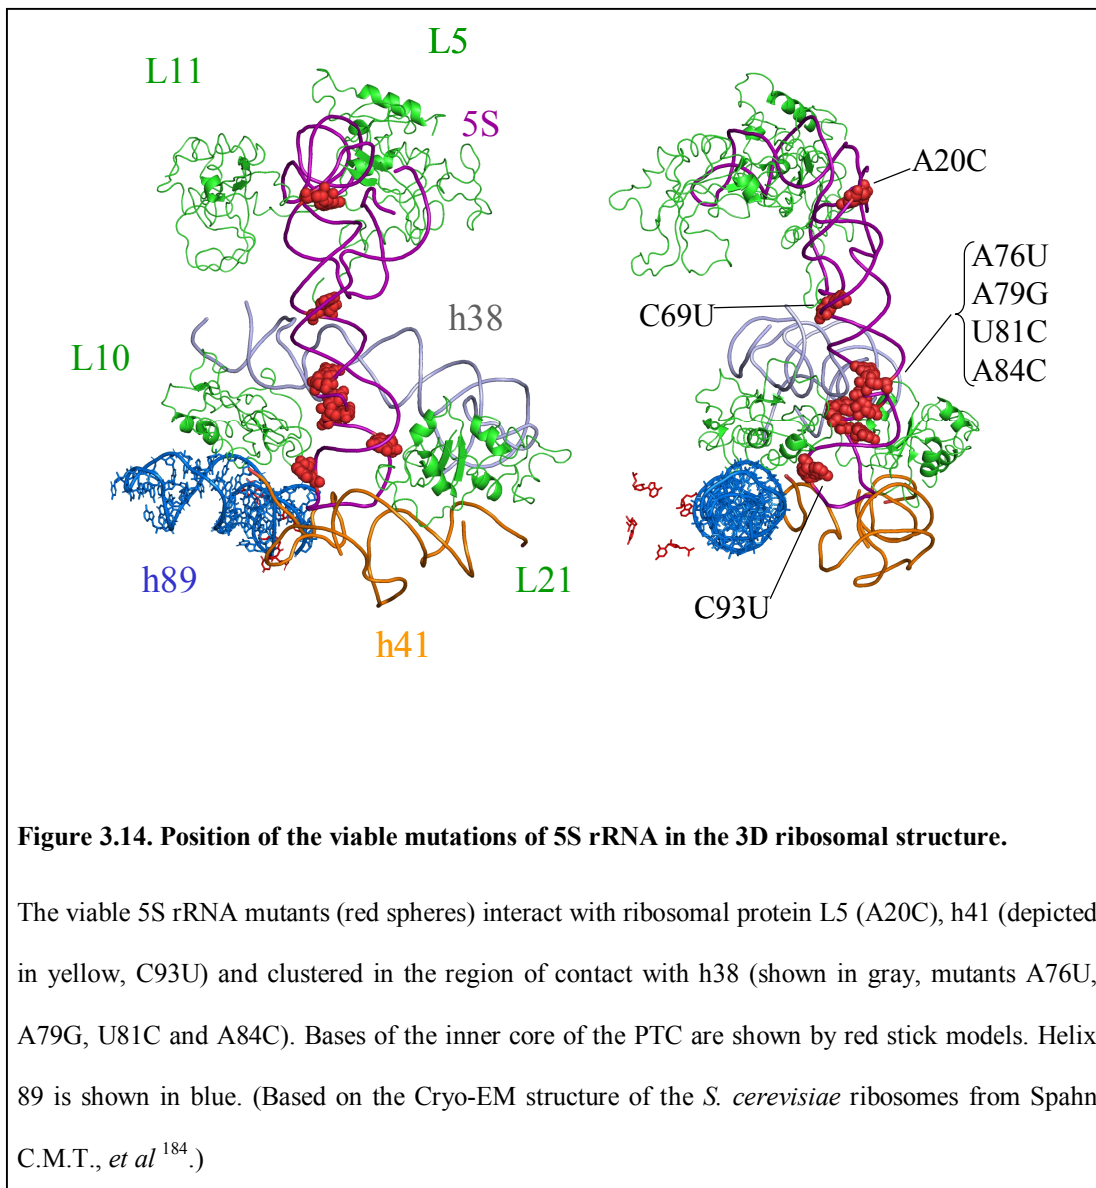 L5
L11
5S
A20C
A76U
A79G
U81C
A84C
C69U
h38
L10
h89
L21
C93U
h41
Figure 3.14. Position of the viable mutations of 5S rRNA in the 3D ribosomal structure.
The viable 5S rRNA mutants (red spheres) interact with ribosomal protein L5 (A20C), h41 (depicted
in yellow, C93U) and clustered in the region of contact with h38 (shown in gray, mutants A76U,
A79G, U81C and A84C). Bases of the inner core of the PTC are shown by red stick models. Helix
89 is shown in blue. (Based on the Cryo-EM structure of the S. cerevisiae ribosomes from Spahn
C.M.T., et al 184.)